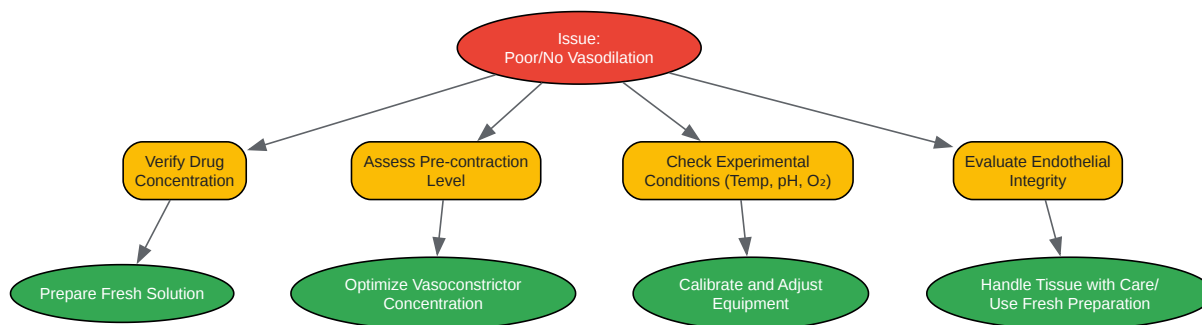 Issue:
Poor/No Vasodilation
Verify Drug
Concentration
Assess Pre-contraction
Level
Check Experimental
Conditions (Temp, pH, O₂)
Evaluate Endothelial
Integrity
Prepare Fresh Solution
Optimize Vasoconstrictor
Concentration
Calibrate and Adjust
Equipment
Handle Tissue with Care/
Use Fresh Preparation